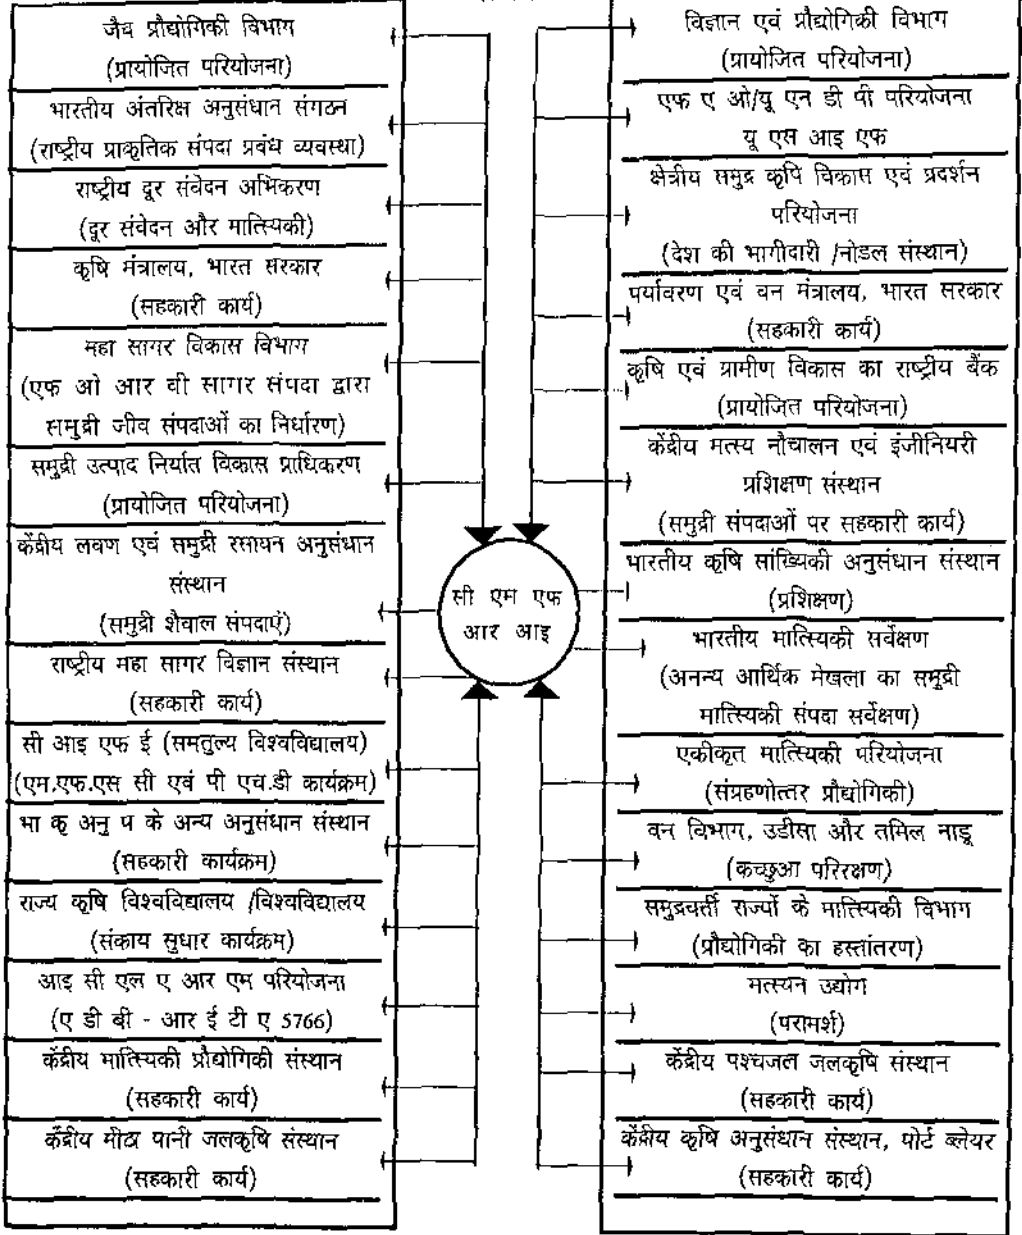 जैव प्रौद्योगिकी विभाग
(प्रायोजित परियोजना)
भारतीय अंतरिक्ष अनुसंधान संगठन
(राष्ट्रीय प्राकृतिक संपदा प्रबंध व्यवस्था)
राष्ट्रीय दूर संवेदन अभिकरण
(दूर संवेदन और मात्स्यिकी)
कृषि मंत्रालय, भारत सरकार
(सहकारी कार्य)
महा सागर विकास विभाग
(एफ ओ आर वी सागर संपदा द्वारा
समुद्री जीव संपदाओं का निर्धारण)
समुद्री उत्पाद निर्यात विकास प्राधिकरण
(प्रायोजित परियोजना)
केंद्रीय लवण एवं समुद्री रसायन अनुसंधान
संस्थान
(समुद्री शैवाल संपदाएँ)
राष्ट्रीय महा सागर विज्ञान संस्थान
(सहकारी कार्य)
सी आइ एफ ई (समतुल्य विश्वविद्यालय)
(एम.एफ.एस सी एवं पी एच.डी कार्यक्रम)
भा कृ अनु प के अन्य अनुसंधान संस्थान
(सहकारी कार्यक्रम)
राज्य कृषि विश्वविद्यालय /विश्वविद्यालय
(संकाय सुधार कार्यक्रम)
आइ सी एल ए आर एम परियोजना
(ए डी बी - आर ई टी ए 5766)
केंद्रीय मात्स्यिकी प्रौद्योगिकी संस्थान
(सहकारी कार्य)
केंद्रीय मीठा पानी जलकृषि संस्थान
(सहकारी कार्य)
सी एम एफ
आर आइ
विज्ञान एवं प्रौद्योगिकी विभाग
(प्रायोजित परियोजना)
एफ ए ओ/यू एन डी पी परियोजना
यू एस आइ एफ
क्षेत्रीय समुद्र कृषि विकास एवं प्रदर्शन
परियोजना
(देश की भागीदारी /नोडल संस्थान)
पर्यावरण एवं वन मंत्रालय, भारत सरकार
(सहकारी कार्य)
कृषि एवं ग्रामीण विकास का राष्ट्रीय बैंक
(प्रायोजित परियोजना)
केंद्रीय मत्स्य नौचालन एवं इंजीनियरी
प्रशिक्षण संस्थान
(समुद्री संपदाओं पर सहकारी कार्य)
भारतीय कृषि सांख्यिकी अनुसंधान संस्थान
(प्रशिक्षण)
भारतीय मात्स्यिकी सर्वेक्षण
(अनन्य आर्थिक मेखला का समुद्री
मात्स्यिकी संपदा सर्वेक्षण)
एकीकृत मात्स्यिकी परियोजना
(संग्रहणोत्तर प्रौद्योगिकी)
वन विभाग, उडीसा और तमिल नाडू
(कच्छुआ परिरक्षण)
समुद्रवर्ती राज्यों के मात्स्यिकी विभाग
(प्रौद्योगिकी का हस्तांतरण)
मत्स्यन उद्योग
(परामर्श)
केंद्रीय पश्चजल जलकृषि संस्थान
(सहकारी कार्य)
केंद्रीय कृषि अनुसंधान संस्थान, पोर्ट ब्लेयर
(सहकारी कार्य)